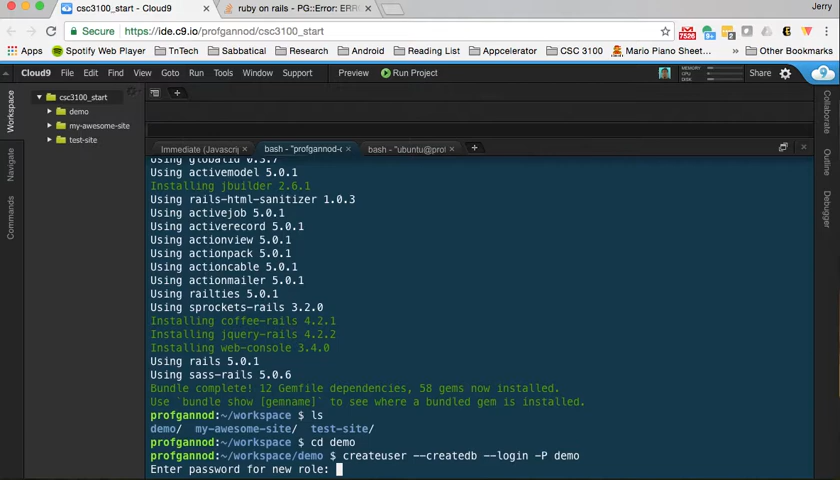 csc3100_start - Cloud9
ruby on rails - PG::Error: ERR
Jerry
Secure
https://ide.c9.io/profgannod/csc3100_start
7526
Apps
Spotify Web Player
TnTech
Sabbatical
Research
Android
Reading List
Appcelerator
CSC 3100
Mario Piano Sheet...
Other Bookmarks
Cloud9 File Edit Find View Goto Run Tools Window Support Preview Run Project
MEMORY
CPU
DISK
Share
Workspace
Navigate
Commands
csc3100_start
demo
my-awesome-site
test-site
Collaborate
Outline
Debugger
Immediate (Javascrip
bash - "profgannod-c
bash - "ubuntu@prof
Using globalid 0.3.7
Using activemodel 5.0.1
Installing jbuilder 2.6.1
Using rails-html-sanitizer 1.0.3
Using activejob 5.0.1
Using activerecord 5.0.1
Using actionview 5.0.1
Using actionpack 5.0.1
Using actioncable 5.0.1
Using actionmailer 5.0.1
Using railties 5.0.1
Using sprockets-rails 3.2.0
Installing coffee-rails 4.2.1
Installing jquery-rails 4.2.2
Installing web-console 3.4.0
Using rails 5.0.1
Using sass-rails 5.0.6
Bundle complete! 12 Gemfile dependencies, 58 gems now installed.
Use `bundle show [gemname]` to see where a bundled gem is installed.
profgannod:~/workspace $ ls
demo/ my-awesome-site/ test-site/
profgannod:~/workspace $ cd demo
profgannod:~/workspace/demo $ createuser --createdb --login -P demo
Enter password for new role: